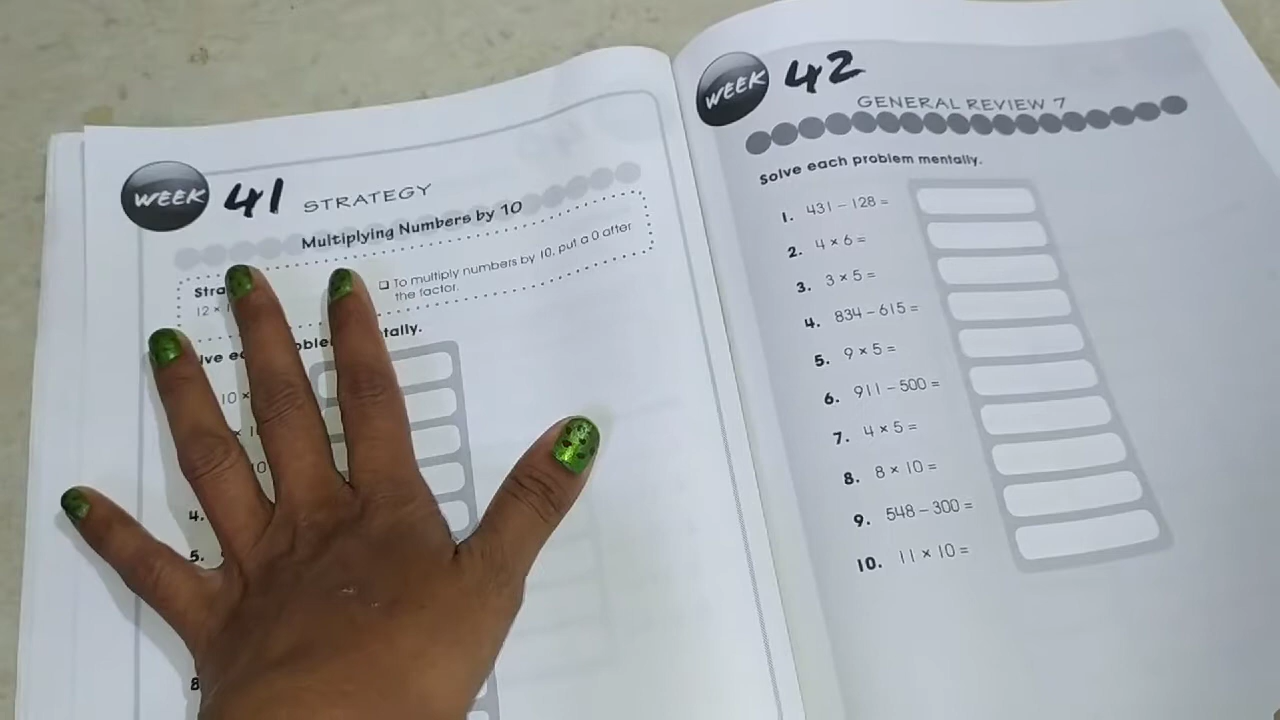 WEEK 41 STRATEGY
Multiplying Numbers by 10
12 ×
❑ To multiply numbers by 10, put a 0 after
the factor.
10 ×
4.
5.
8
WEEK 42
GENERAL REVIEW 7
Solve each problem mentally.
1. 431 – 128 =
2. 4 × 6 =
3. 3 × 5 =
4. 834 – 615 =
5. 9 × 5 =
6. 911 – 500 =
7. 4 × 5 =
8. 8 × 10 =
9. 548 – 300 =
10. 11 × 10 =